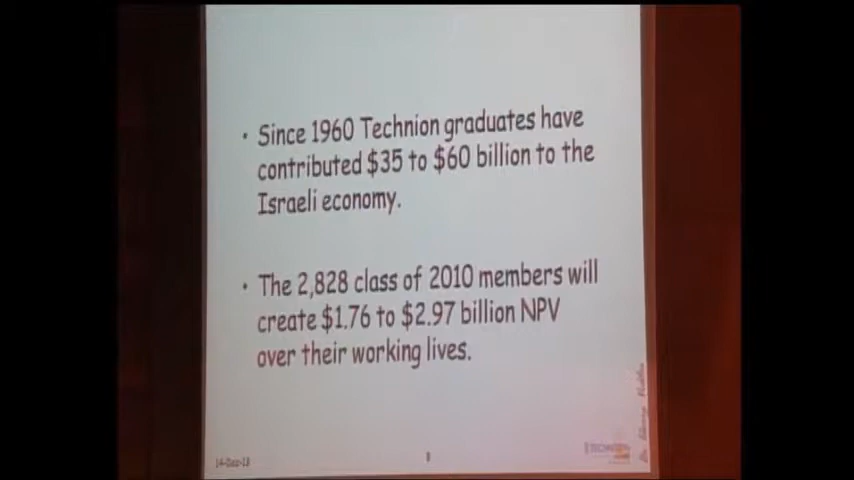 • Since 1960 Technion graduates have
contributed $35 to $60 billion to the
Israeli economy.
• The 2,828 class of 2010 members will
create $1.76 to $2.97 billion NPV
over their working lives.